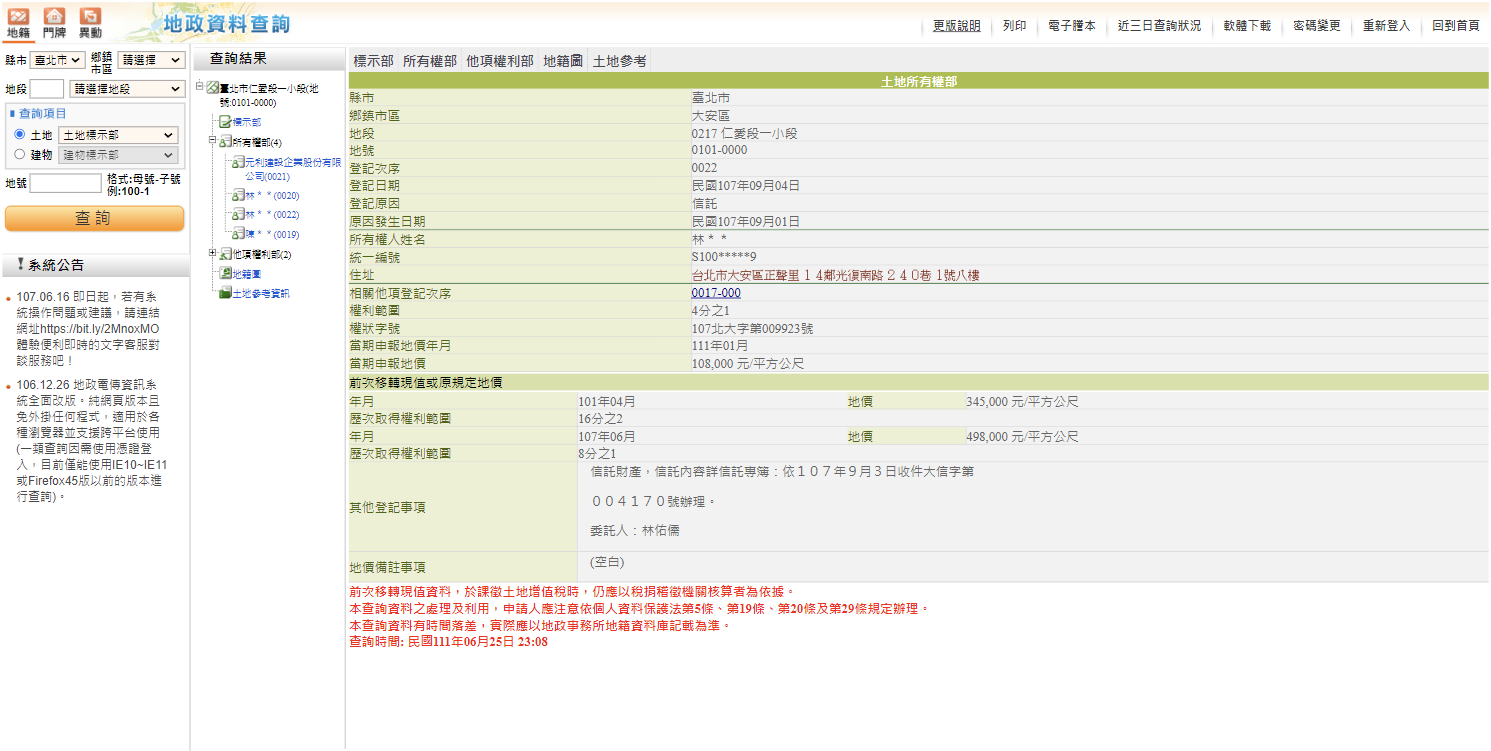 地籍 門牌 異動
地政資料查詢
更版說明 列印 電子謄本 近三日查詢狀況 軟體下載 密碼變更 重新登入 回到首頁
縣市 臺北市 鄉鎮市區 請選擇
地段 請選擇地段
查詢項目
土地 土地標示部
建物 建物標示部
地號 格式:母號-子號
例:100-1
查詢
系統公告
107.06.16 即日起，若有系
統操作問題或建議，請連結
網址https://bit.ly/2MnoxMO
體驗便利即時的文字客服對
談服務吧！
106.12.26 地政電傳資訊系
統全面改版。純網頁版本且
免外掛任何程式，適用於各
種瀏覽器並支援跨平台使用
(一類查詢因需使用憑證登
入，目前僅能使用IE10~IE11
或Firefox45版以前的版本進
行查詢)。
查詢結果
臺北市仁愛段一小段(地
號:0101-0000)
標示部
所有權部(4)
元利建設企業股份有限
公司(0021)
林＊＊(0020)
林＊＊(0022)
陳＊＊(0019)
他項權利部(2)
地籍圖
土地參考資訊
標示部 所有權部 他項權利部 地籍圖 土地參考
土地所有權部
縣市 臺北市
鄉鎮市區 大安區
地段 0217 仁愛段一小段
地號 0101-0000
登記次序 0022
登記日期 民國107年09月04日
登記原因 信託
原因發生日期 民國107年09月01日
所有權人姓名 林＊＊
統一編號 S100*****9
住址 台北市大安區正聲里１４鄰光復南路２４０巷１號八樓
相關他項登記次序 0017-000
權利範圍 4分之1
權狀字號 107北大字第009923號
當期申報地價年月 111年01月
當期申報地價 108,000 元/平方公尺
前次移轉現值或原規定地價
年月 101年04月 地價 345,000 元/平方公尺
歷次取得權利範圍 16分之2
年月 107年06月 地價 498,000 元/平方公尺
歷次取得權利範圍 8分之1
其他登記事項 信託財產，信託內容詳信託專簿：依１０７年９月３日收件大信字第
００４１７０號辦理。
委託人：林佑儒
地價備註事項 (空白)
前次移轉現值資料，於課徵土地增值稅時，仍應以稅捐稽徵機關核算者為依據。
本查詢資料之處理及利用，申請人應注意依個人資料保護法第5條、第19條、第20條及第29條規定辦理。
本查詢資料有時間落差，實際應以地政事務所地籍資料庫記載為準。
查詢時間: 民國111年06月25日 23:08